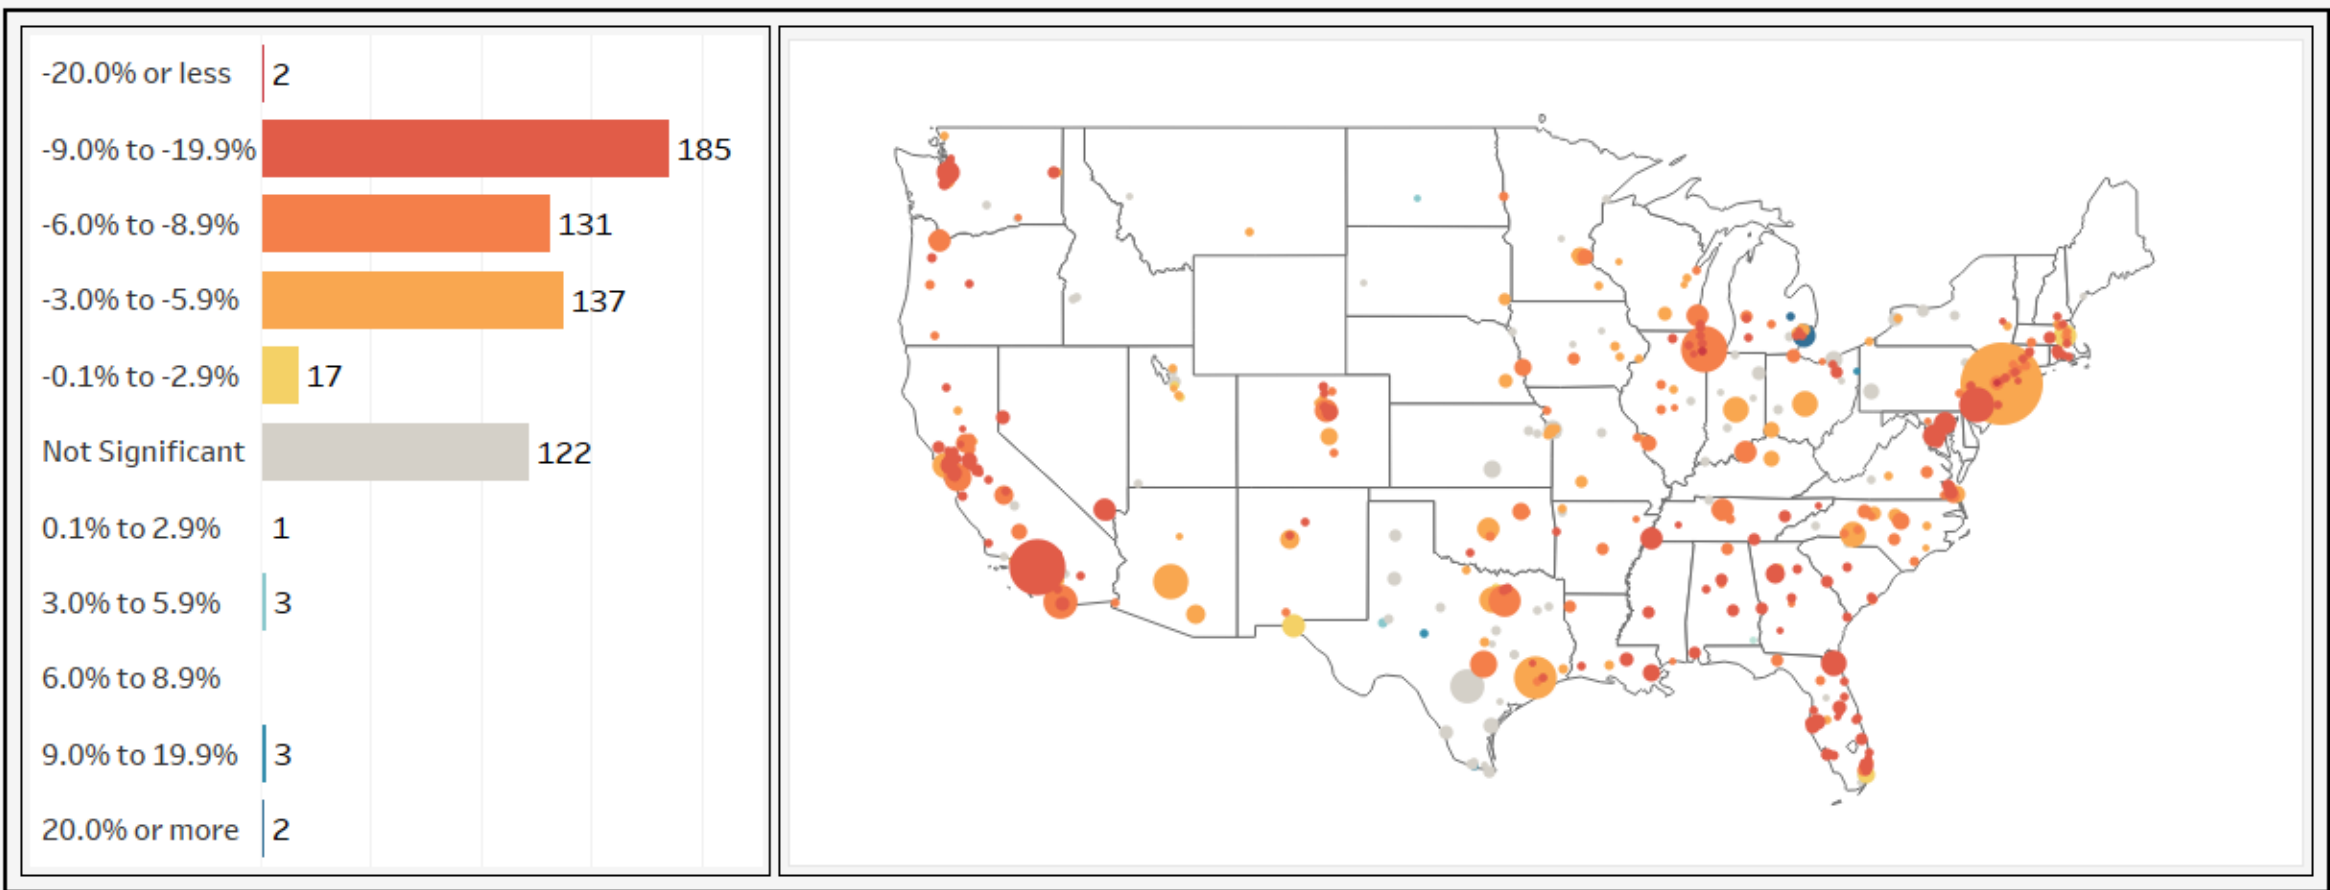 -20.0% or less 2
-9.0% to -19.9% 185
-6.0% to -8.9% 131
-3.0% to -5.9% 137
-0.1% to -2.9% 17
Not Significant 122
0.1% to 2.9% 1
3.0% to 5.9% 3
6.0% to 8.9%
9.0% to 19.9% 3
20.0% or more 2